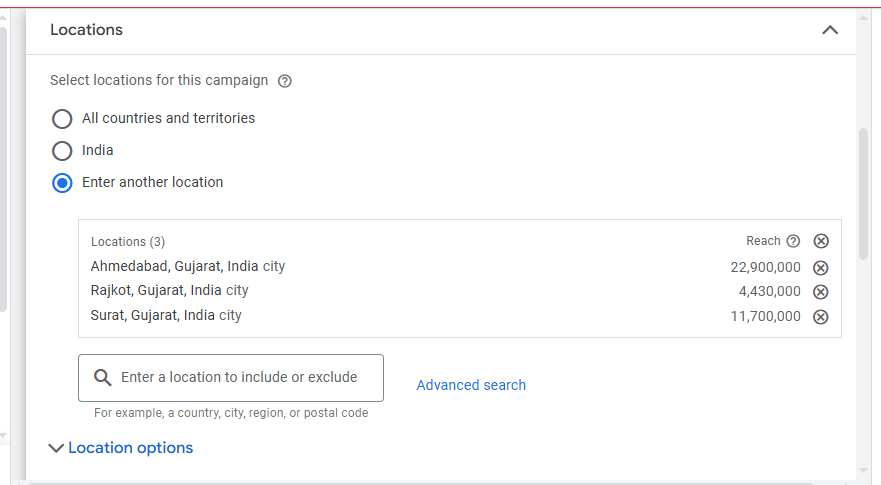 Locations
Select locations for this campaign
All countries and territories
India
Enter another location
Locations (3) Reach
Ahmedabad, Gujarat, India city 22,900,000
Rajkot, Gujarat, India city 4,430,000
Surat, Gujarat, India city 11,700,000
Enter a location to include or exclude
Advanced search
For example, a country, city, region, or postal code
Location options